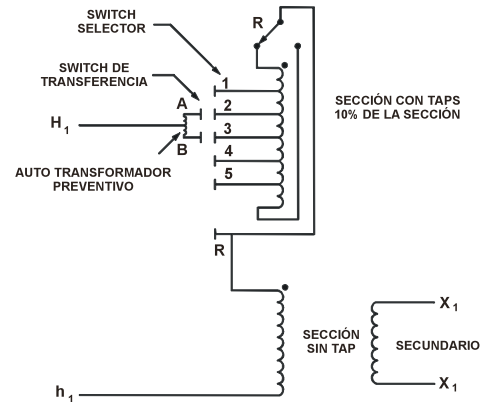 SWITCH
SELECTOR
R
SWITCH DE
TRANSFERENCIA
1
A
2
H1
3
B
4
AUTO TRANSFORMADOR
PREVENTIVO
5
SECCIÓN CON TAPS
10% DE LA SECCIÓN
R
SECCIÓN
SIN TAP
X1
SECUNDARIO
X1
h1